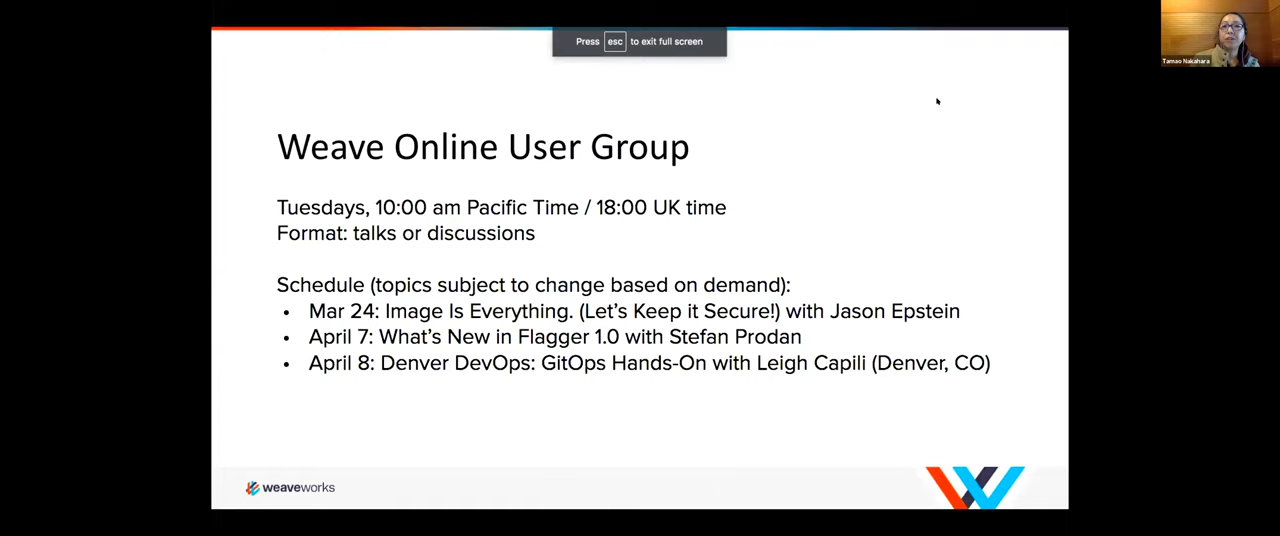 Press esc to exit full screen
Tamao Nakahara
Weave Online User Group
Tuesdays, 10:00 am Pacific Time / 18:00 UK time
Format: talks or discussions
Schedule (topics subject to change based on demand):
• Mar 24: Image Is Everything. (Let’s Keep it Secure!) with Jason Epstein
• April 7: What’s New in Flagger 1.0 with Stefan Prodan
• April 8: Denver DevOps: GitOps Hands-On with Leigh Capili (Denver, CO)
weaveworks